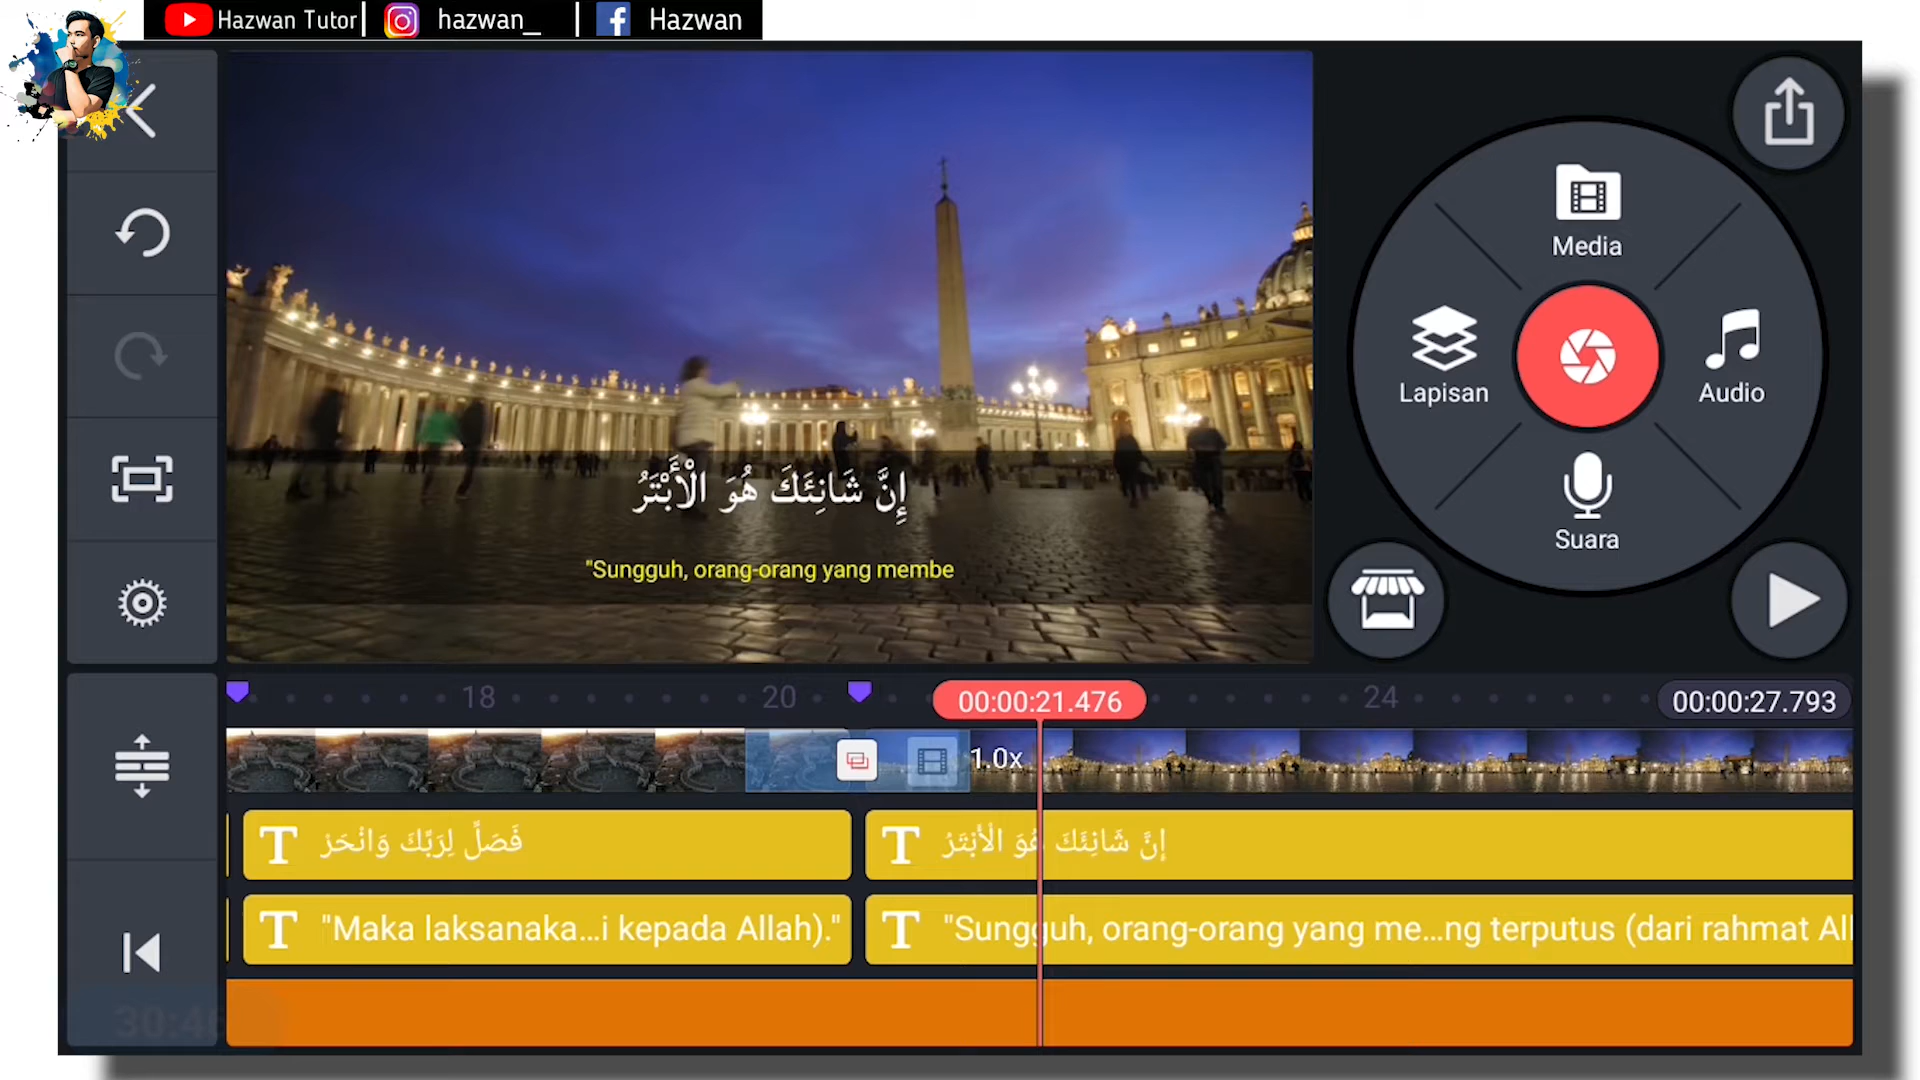 Hazwan Tutor| hazwan_ | Hazwan
Media
Lapisan
Audio
Suara
إِنَّ شَانِئَكَ هُوَ الْأَبْتَرُ
"Sungguh, orang-orang yang membe
18
20
00:00:21.476
24
00:00:27.793
1.0x
T فَصَلِّ لِرَبِّكَ وَانْحَرْ
T إِنَّ شَانِئَكَ هُوَ الْأَبْتَرُ
T "Maka laksanaka...i kepada Allah)."
T "Sungguh, orang-orang yang me...ng terputus (dari rahmat All